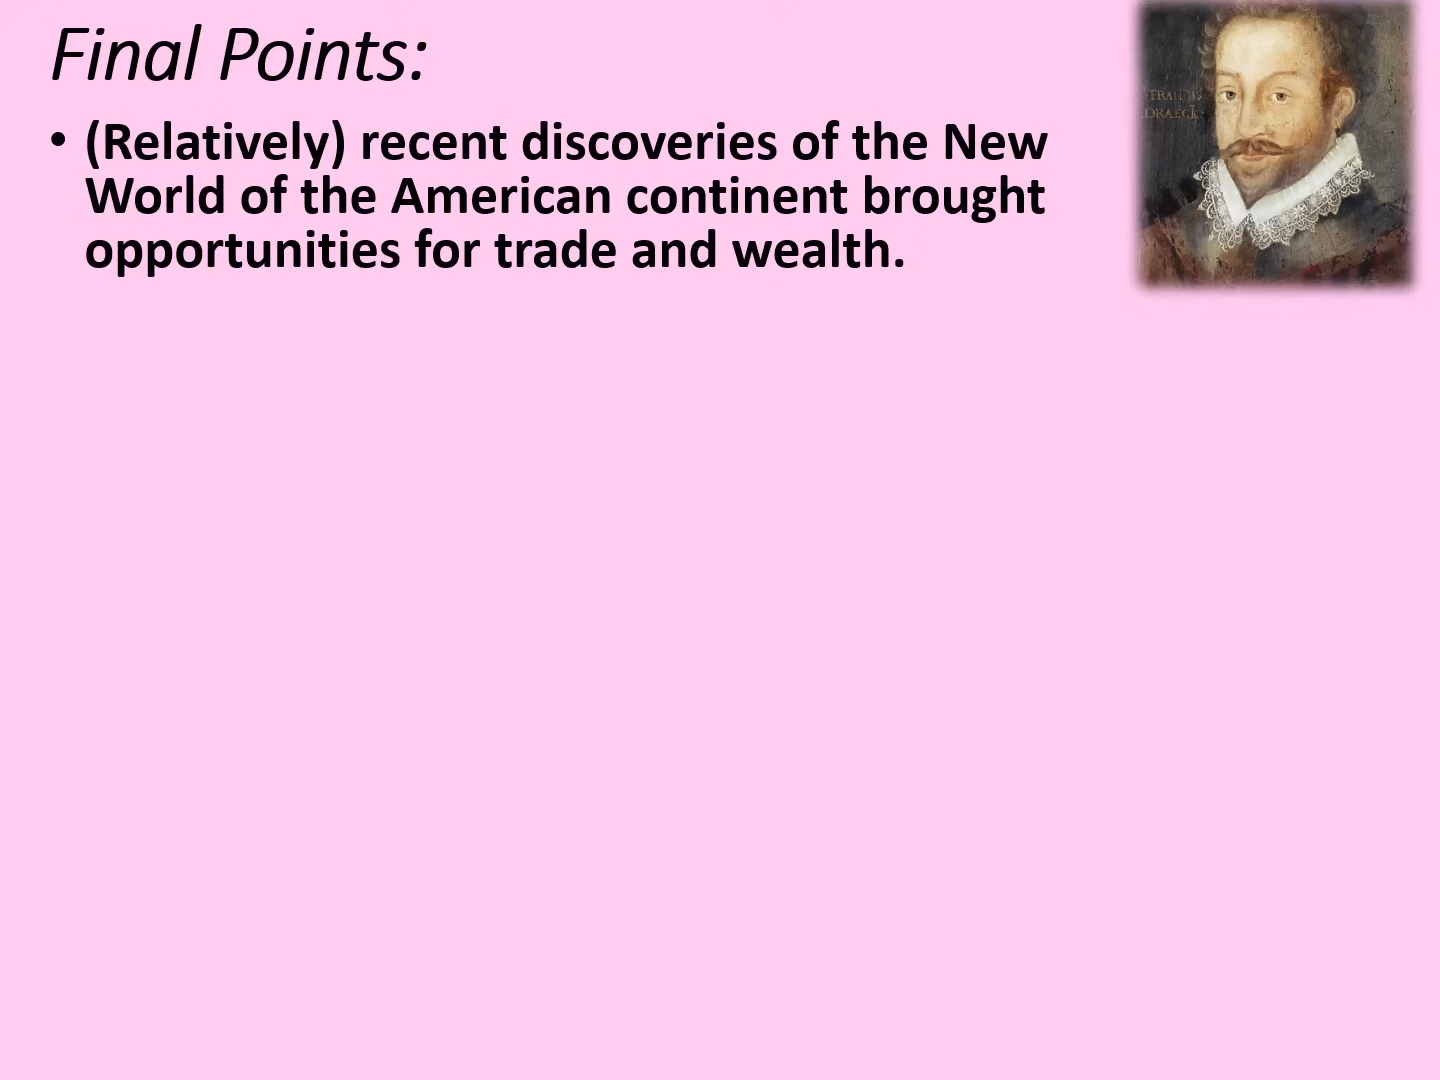 Final Points:
• (Relatively) recent discoveries of the New
World of the American continent brought
opportunities for trade and wealth.
DRAECK